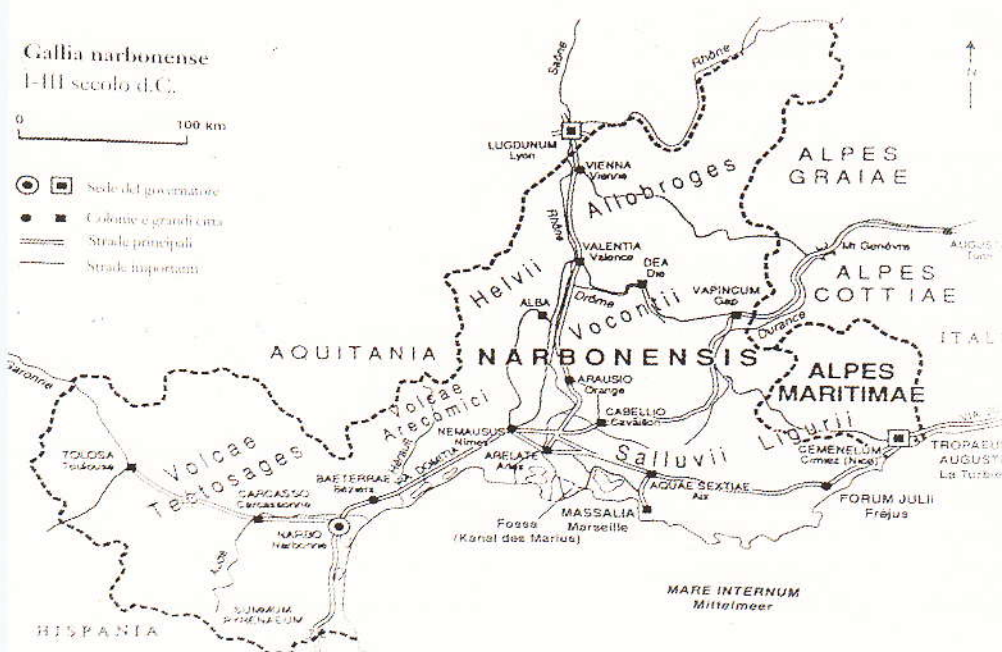 Gallia narbonense
I-III secolo d.C.
0 100 km
Sede del governatore
Colonie e grandi città
Strade principali
Strade importanti
Saône
Rhône
N
LUGDUNUM
Lyon
VIENNA
Vienne
Allobroges
ALPES
GRAIAE
Rhône
VALENTIA
Valence
DEA
Die
Mt Genèvre
AUGUST
Helvii
Drôme
VAPINCUM
Gap
ALPES
COTTIAE
ALBA
Vocontii
Durance
ITAL
AQUITANIA
NARBONENSIS
ALPES
MARITIMAE
Garonne
ARAUSIO
Orange
Volcae
Arecomici
CABELLIO
Cavaillon
NEMAUSUS
Nîmes
Ligurii
VIA
Hérault
DOMITIA
ARELATE
Arles
Salluvii
CEMENELUM
Cimiez (Nice)
TROPAEU
AUGUSTI
La Turbie
TOLOSA
Toulouse
Volcae
Tectosages
BAETERRAE
Béziers
AQUAE SEXTIAE
Aix
CARCASSO
Carcassonne
FORUM JULII
Fréjus
NARBO
Narbonne
Fossa
(Kanal des Marius)
MASSALIA
Marseille
Aude
MARE INTERNUM
Mittelmeer
SUMMUM
PYRENAEUM
HISPANIA